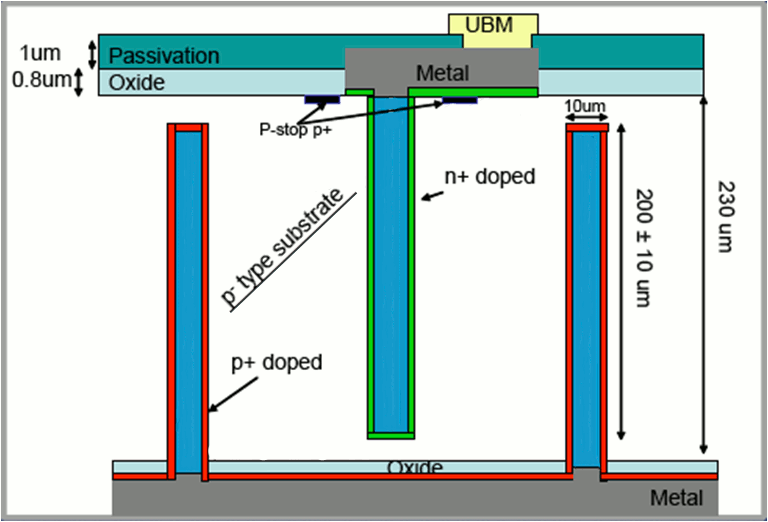 UBM
1um
Passivation
Metal
0.8um
Oxide
10um
P-stop p+
n+ doped
200 ± 10 um
230 um
p- type substrate
p+ doped
Oxide
Metal